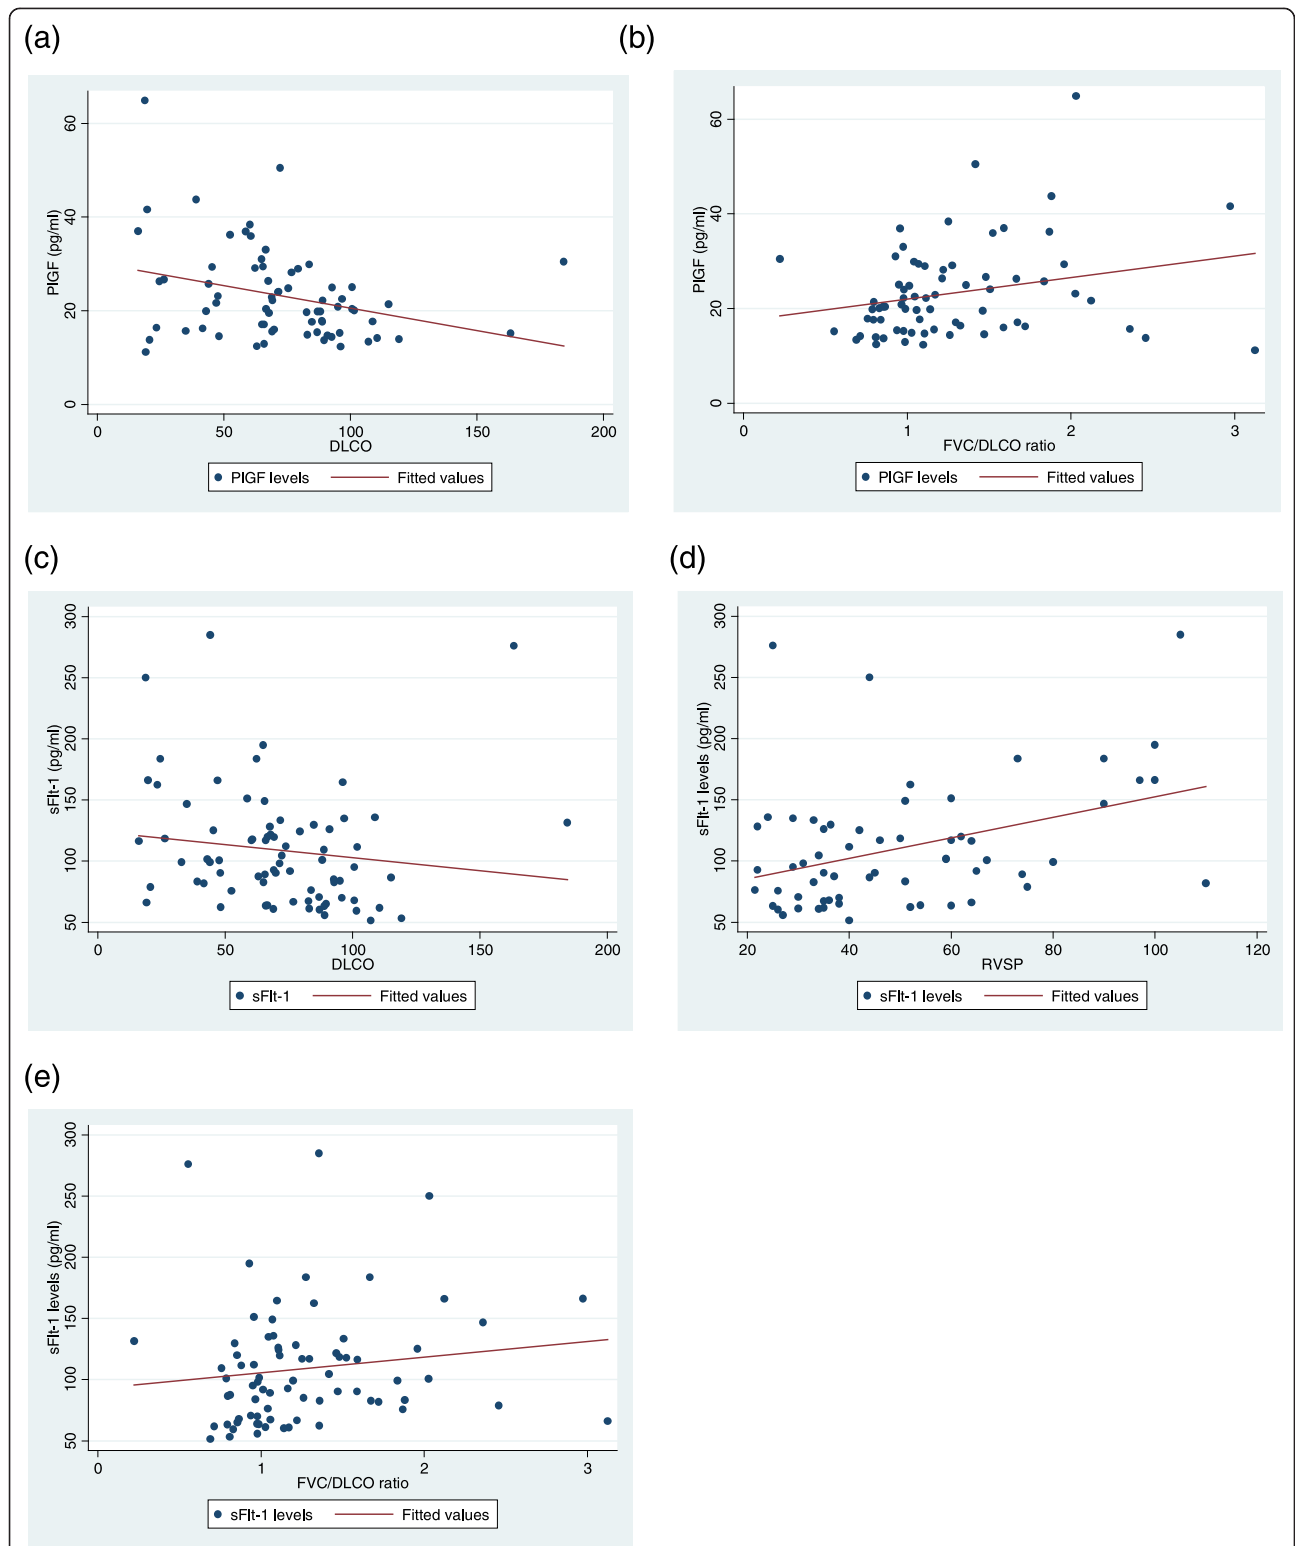 (a)
PlGF (pg/ml)
60
40
20
0
0 50 100 150 200
DLCO
PlGF levels Fitted values
(b)
PlGF (pg/ml)
60
40
20
0
0 1 2 3
FVC/DLCO ratio
PlGF levels Fitted values
(c)
sFlt-1 (pg/ml)
300
250
200
150
100
50
0 50 100 150 200
DLCO
sFlt-1 Fitted values
(d)
sFlt-1 levels (pg/ml)
300
250
200
150
100
50
20 40 60 80 100 120
RVSP
sFlt-1 levels Fitted values
(e)
sFlt-1 levels (pg/ml)
300
250
200
150
100
50
0 1 2 3
FVC/DLCO ratio
sFlt-1 levels Fitted values